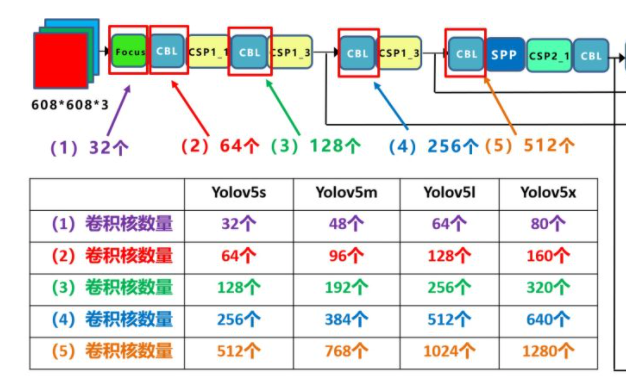 Focus CBL CSP1_1 CBL CSP1_3 CBL CSP1_3 CBL SPP CSP2_1 CBL
608*608*3
(1) 32个 (2) 64个 (3) 128个 (4) 256个 (5) 512个
Yolov5s Yolov5m Yolov5l Yolov5x
(1) 卷积核数量 32个 48个 64个 80个
(2) 卷积核数量 64个 96个 128个 160个
(3) 卷积核数量 128个 192个 256个 320个
(4) 卷积核数量 256个 384个 512个 640个
(5) 卷积核数量 512个 768个 1024个 1280个